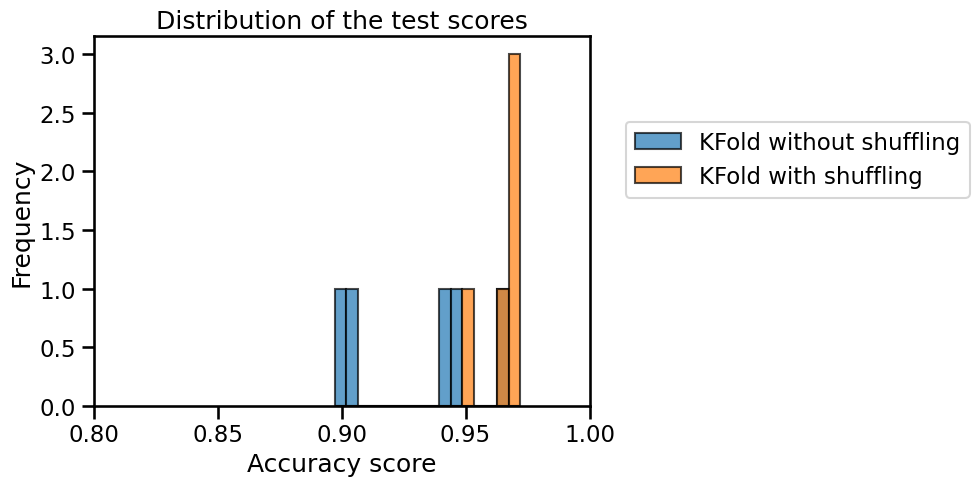 Distribution of the test scores
Frequency
3.0
2.5
2.0
1.5
1.0
0.5
0.0
0.80 0.85 0.90 0.95 1.00
Accuracy score
KFold without shuffling
KFold with shuffling